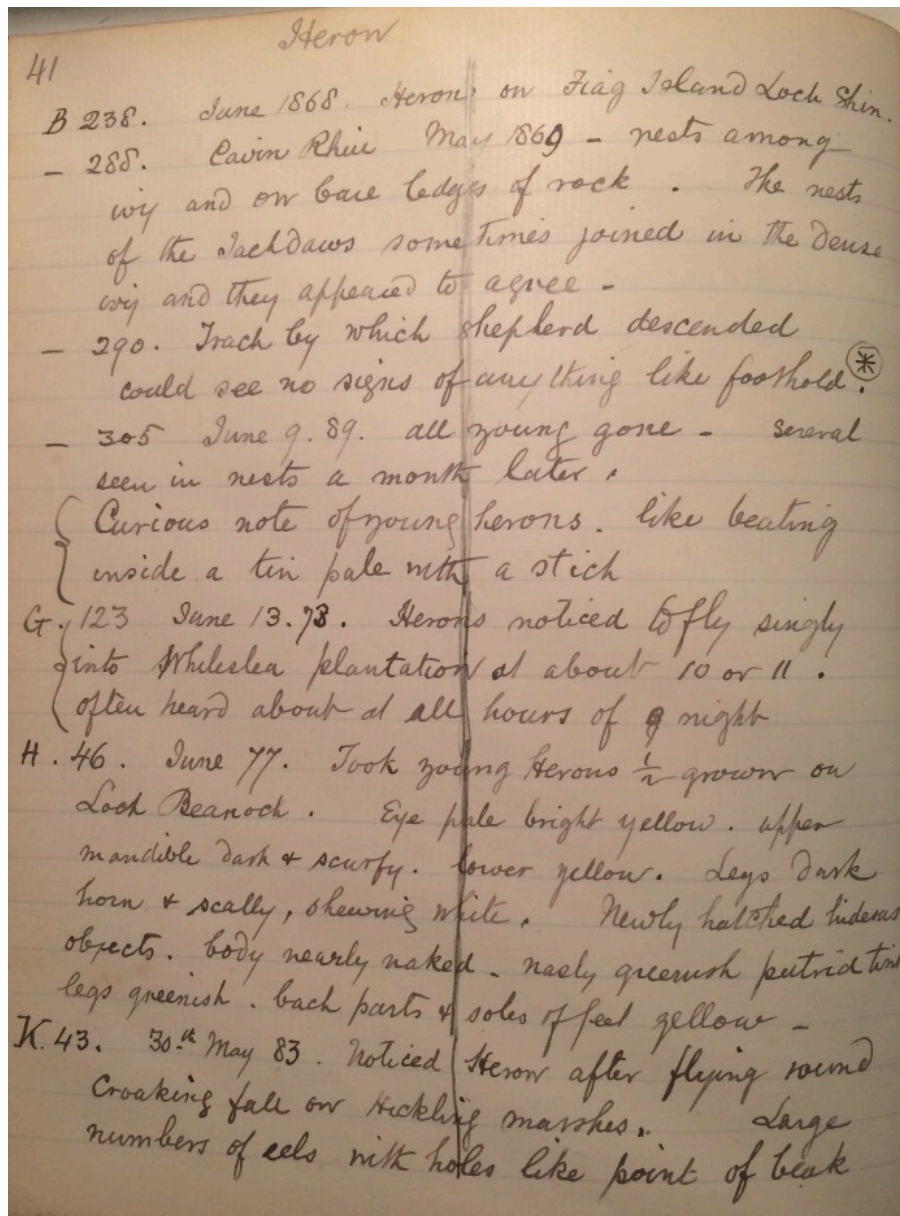 Heron
41
B 238. June 1868. Herons on Fiag Island Loch Shin.
- 288. May 1869 - nests among
ivy and on bare ledges of rock. The nests
of the Jackdaws sometimes joined in the dense
ivy and they appeared to agree -
- 290. Track by which shepherd descended
could see no signs of anything like foothold. *
- 305 June 9. 89. all young gone - several
seen in nests a month later.
Curious note of young herons. like beating
inside a tin pale with a stick
G. 123 June 13. 73. Herons noticed to fly singly
into plantation at about 10 or 11.
often heard about at all hours of night
H. 46. June 77. Took young Herons ½ grown on
Loch Beanoch. Eye pale bright yellow. upper
mandible dark & scurfy. lower yellow. Legs dark
horn & scally, shewing white. Newly hatched hideous
objects. body nearly naked - nasty greenish putrid tint
legs greenish. back parts & soles of feet yellow -
K. 43. 30th May 83. Noticed Heron after flying round
Croaking fall on Hickling marshes. Large
numbers of eels with holes like point of beak